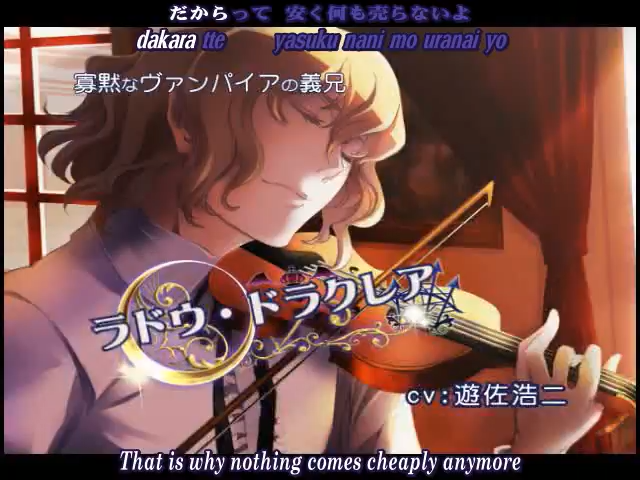 だからって 安く何も売らないよ
dakara tte yasuku nani mo uranai yo
寡黙なヴァンパイアの義兄
ラドウ・ドラクレア
cv:遊佐浩二
That is why nothing comes cheaply anymore